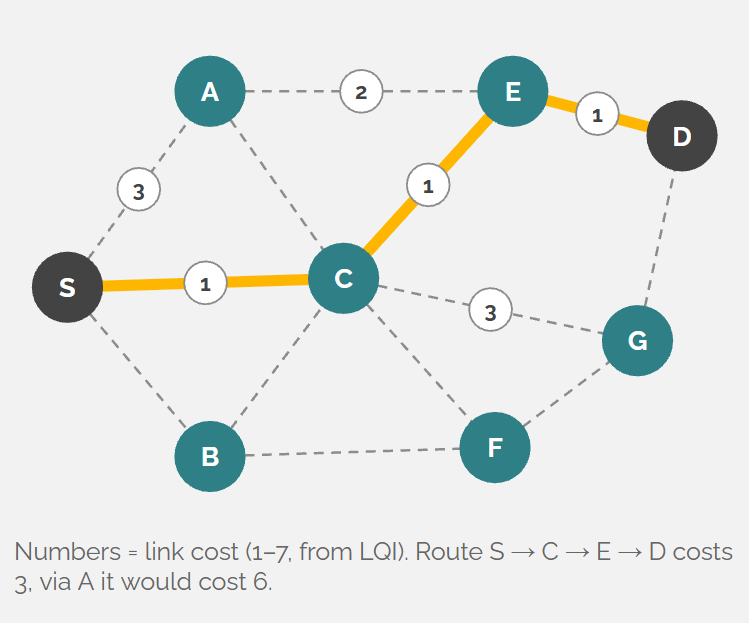 A
2
E
1
D
3
1
S
1
C
3
G
B
F
Numbers = link cost (1–7, from LQI). Route S → C → E → D costs
3, via A it would cost 6.